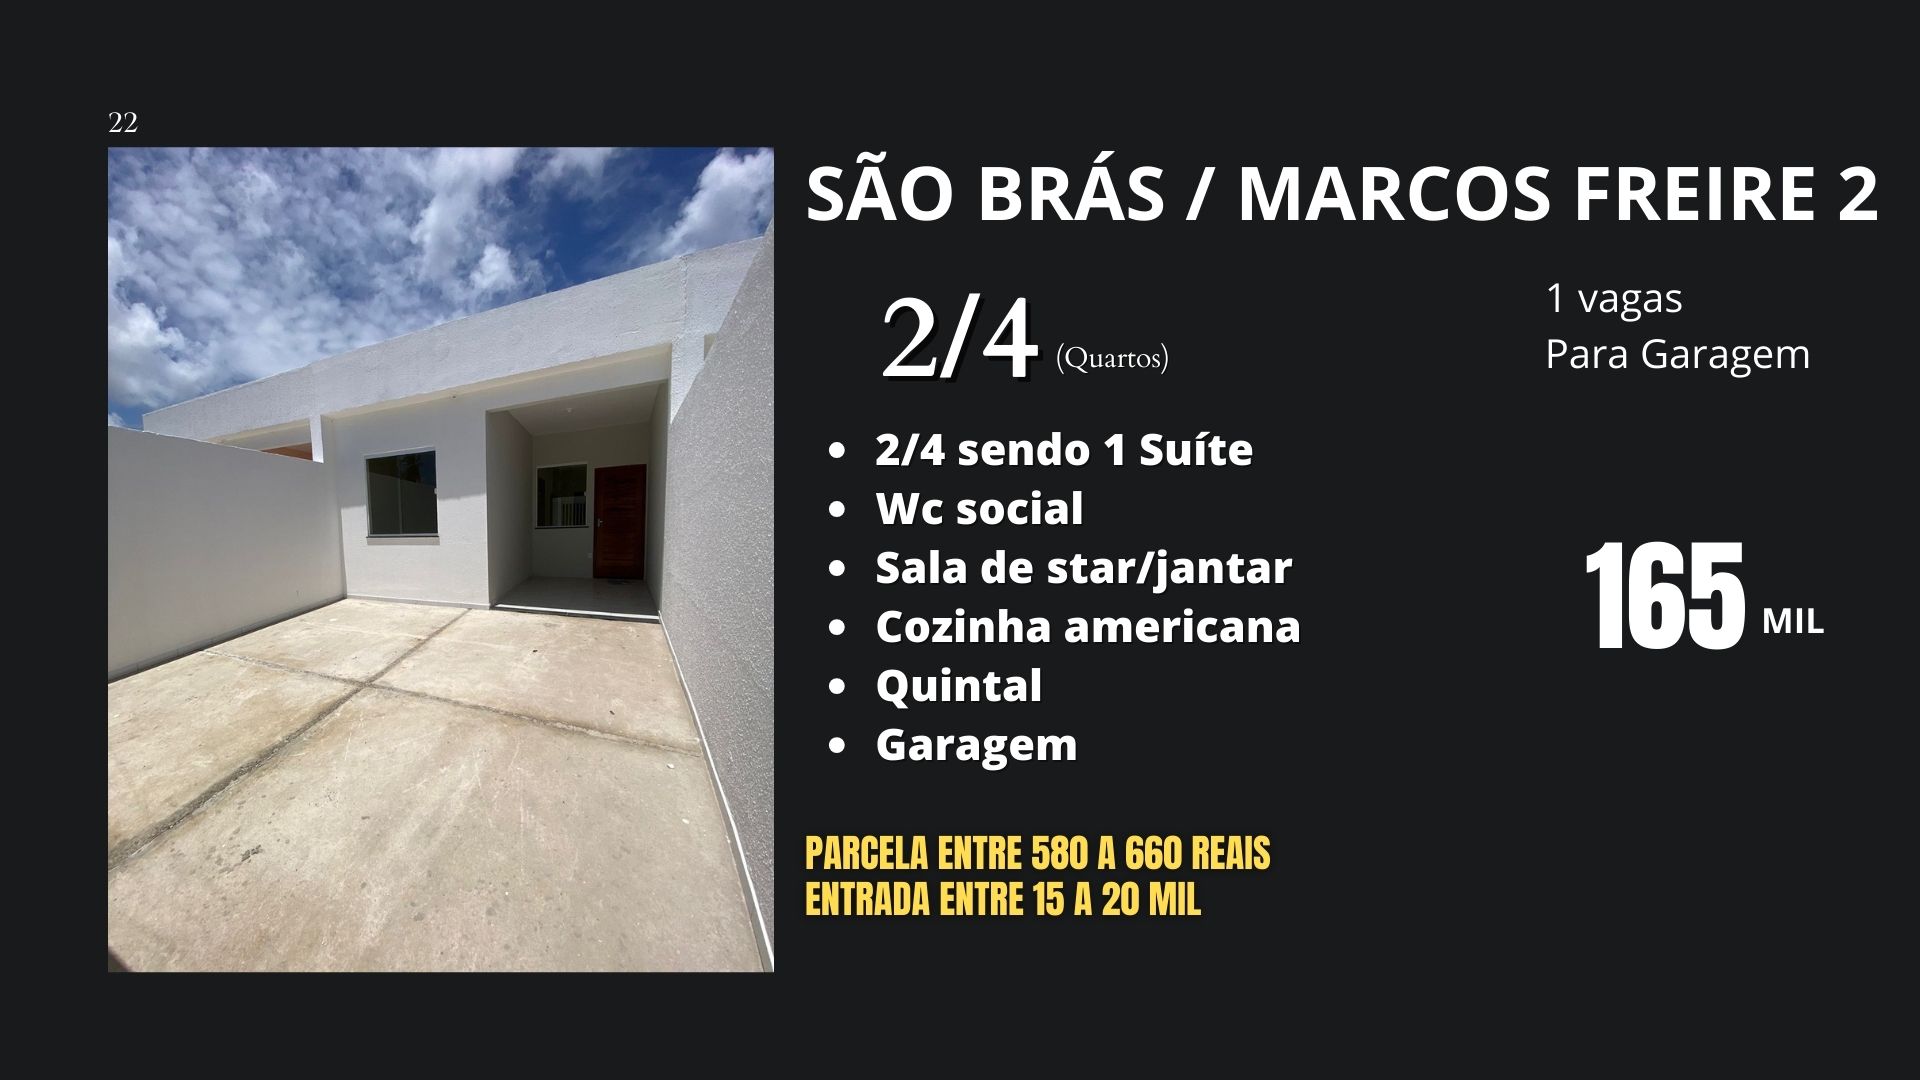 22
SÃO BRÁS / MARCOS FREIRE 2
2/4 (Quartos)
1 vagas
Para Garagem
• 2/4 sendo 1 Suíte
• Wc social
• Sala de star/jantar
• Cozinha americana
• Quintal
• Garagem
165 MIL
PARCELA ENTRE 580 A 660 REAIS
ENTRADA ENTRE 15 A 20 MIL